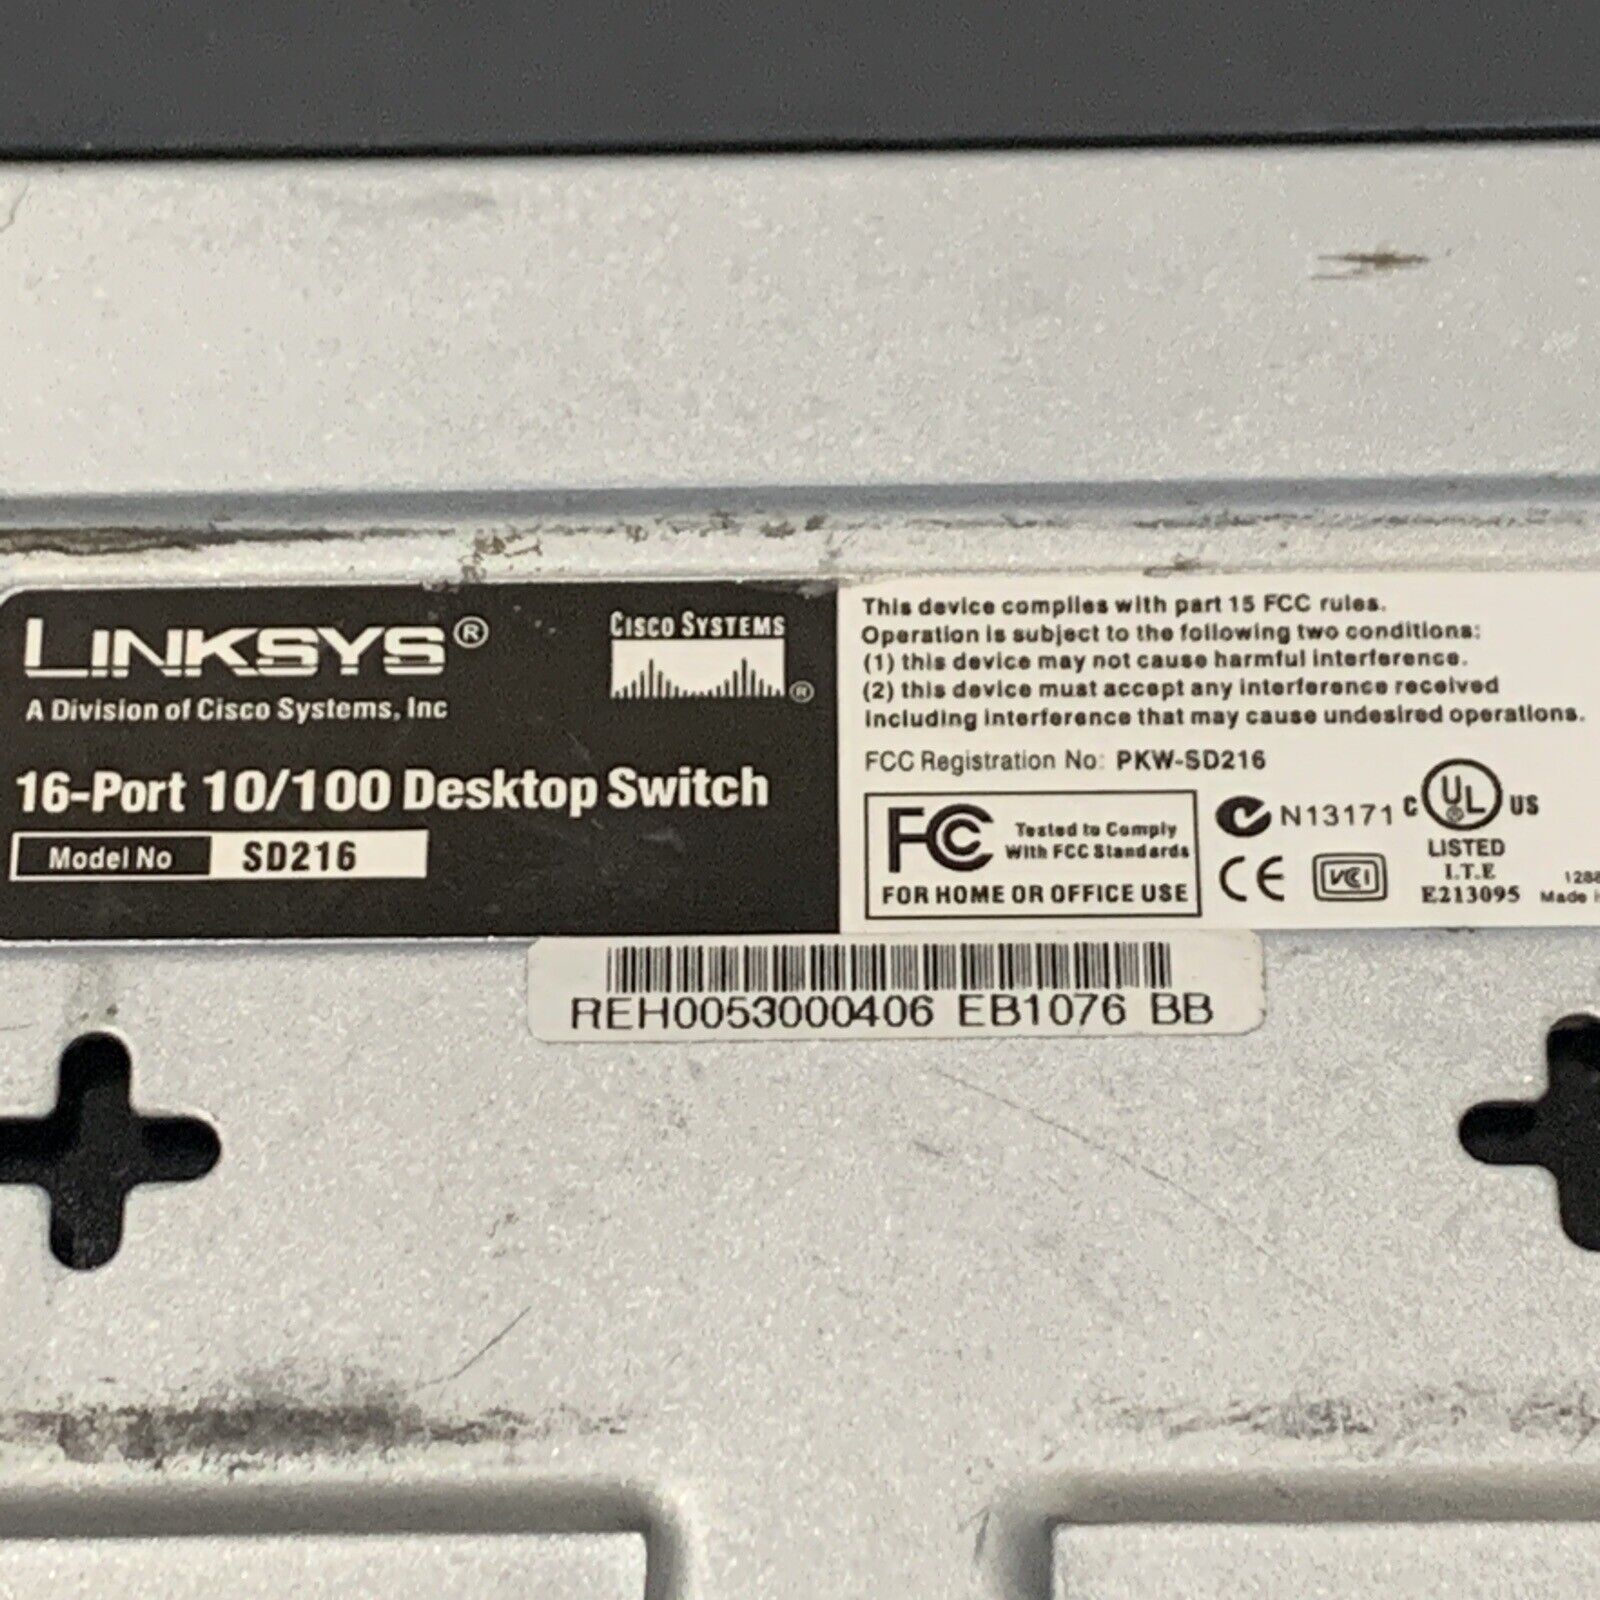 LINKSYS®
A Division of Cisco Systems, Inc
CISCO SYSTEMS
®
16-Port 10/100 Desktop Switch
Model No SD216
This device complies with part 15 FCC rules.
Operation is subject to the following two conditions:
(1) this device may not cause harmful interference.
(2) this device must accept any interference received
including interference that may cause undesired operations.
FCC Registration No: PKW-SD216
FC Tested to Comply
With FCC Standards
FOR HOME OR OFFICE USE
N13171
CE
VCI
C UL® US
LISTED
I.T.E
E213095
Made
REH0053000406 EB1076 BB